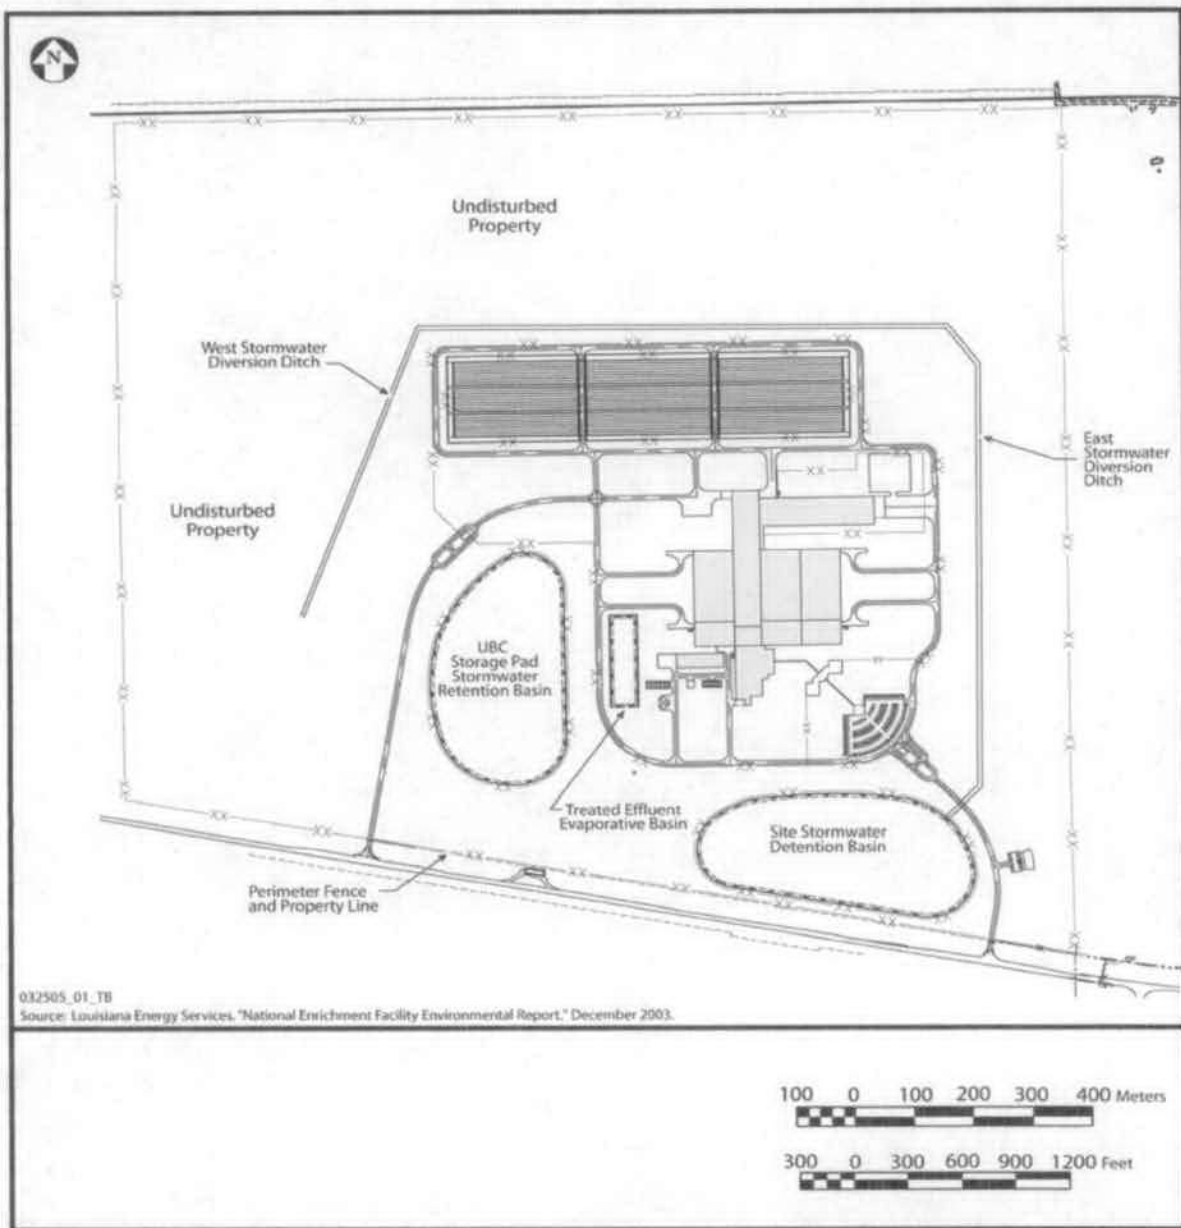 N
Undisturbed
Property
West Stormwater
Diversion Ditch
East
Stormwater
Diversion
Ditch
Undisturbed
Property
UBC
Storage Pad
Stormwater
Retention Basin
Treated Effluent
Evaporative Basin
Site Stormwater
Detention Basin
Perimeter Fence
and Property Line
032505_01_TB
Source: Louisiana Energy Services. "National Enrichment Facility Environmental Report." December 2003.
100 0 100 200 300 400 Meters
300 0 300 600 900 1200 Feet